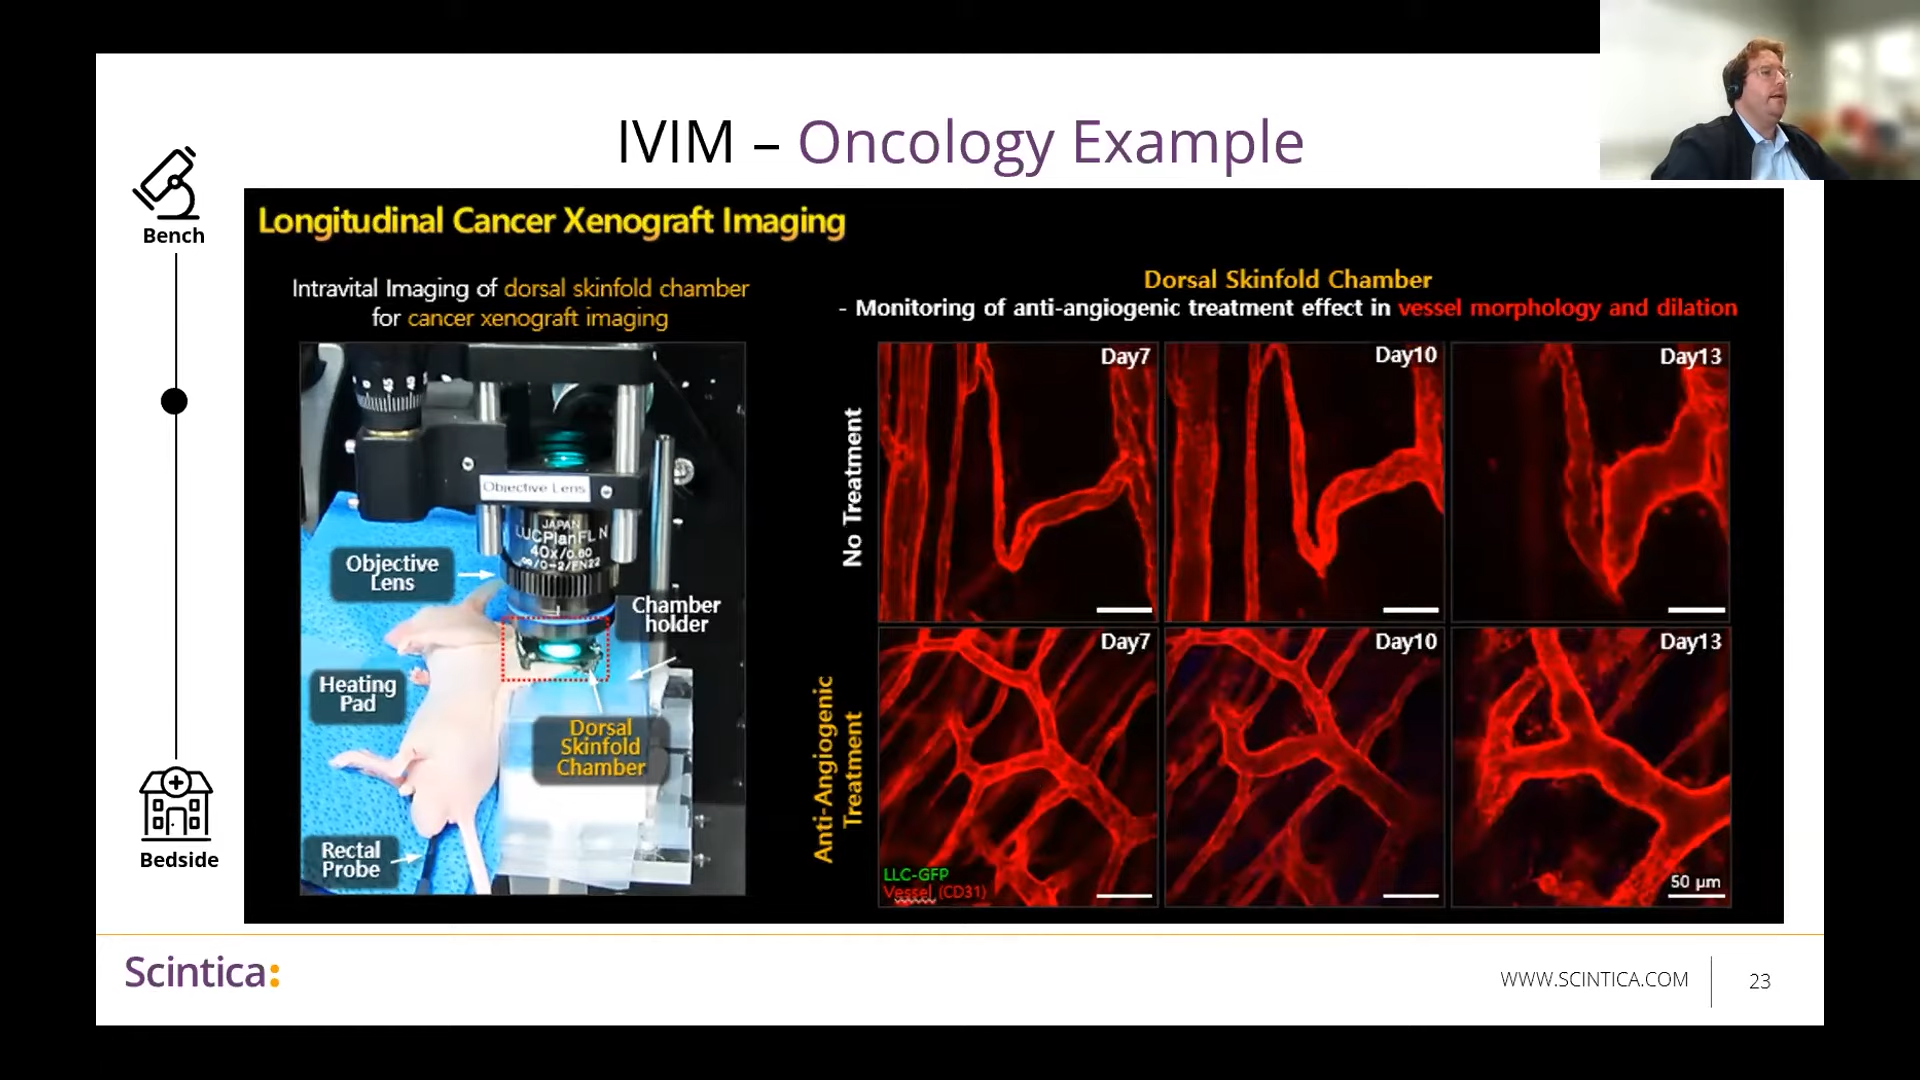 IVIM – Oncology Example
Bench
Bedside
Longitudinal Cancer Xenograft Imaging
Intravital Imaging of dorsal skinfold chamber
for cancer xenograft imaging
Objective Lens
JAPAN
LUCPlanFL N
40x/0.60
∞/0-2/FN22
Objective
Lens
Chamber
holder
Heating
Pad
Dorsal
Skinfold
Chamber
Rectal
Probe
Dorsal Skinfold Chamber
- Monitoring of anti-angiogenic treatment effect in vessel morphology and dilation
No Treatment
Day7
Day10
Day13
Anti-Angiogenic
Treatment
Day7
Day10
Day13
LLC-GFP
Vessel (CD31)
50 µm
Scintica:
WWW.SCINTICA.COM
23